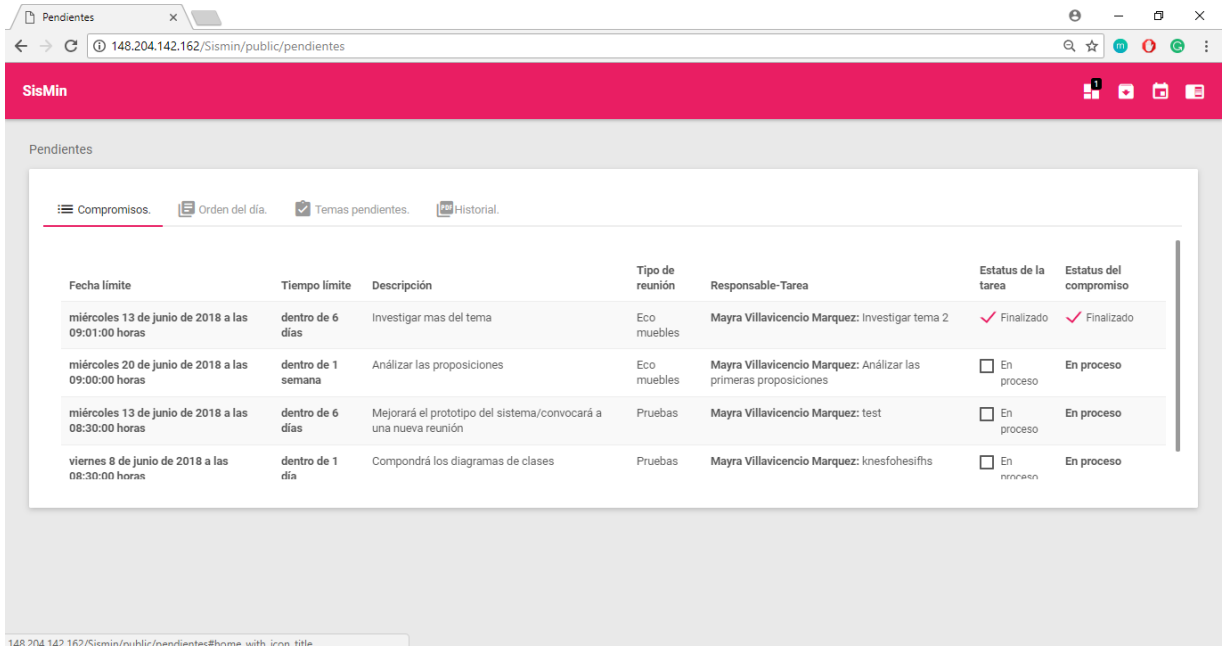 Pendientes
148.204.142.162/Sismin/public/pendientes
SisMin
1
Pendientes
Compromisos.
Orden del día.
Temas pendientes.
PDF
Historial.
Fecha límite
Tiempo límite
Descripción
Tipo de
reunión
Responsable-Tarea
Estatus de la
tarea
Estatus del
compromiso
miércoles 13 de junio de 2018 a las
09:01:00 horas
dentro de 6
días
Investigar mas del tema
Eco
muebles
Mayra Villavicencio Marquez: Investigar tema 2
Finalizado
Finalizado
miércoles 20 de junio de 2018 a las
09:00:00 horas
dentro de 1
semana
Análizar las proposiciones
Eco
muebles
Mayra Villavicencio Marquez: Análizar las
primeras proposiciones
En
proceso
En proceso
miércoles 13 de junio de 2018 a las
08:30:00 horas
dentro de 6
días
Mejorará el prototipo del sistema/convocará a
una nueva reunión
Pruebas
Mayra Villavicencio Marquez: test
En
proceso
En proceso
viernes 8 de junio de 2018 a las
08:30:00 horas
dentro de 1
día
Compondrá los diagramas de clases
Pruebas
Mayra Villavicencio Marquez: knesfohesifhs
En
proceso
En proceso
148.204.142.162/Sismin/public/pendientes#home_with_icon_title